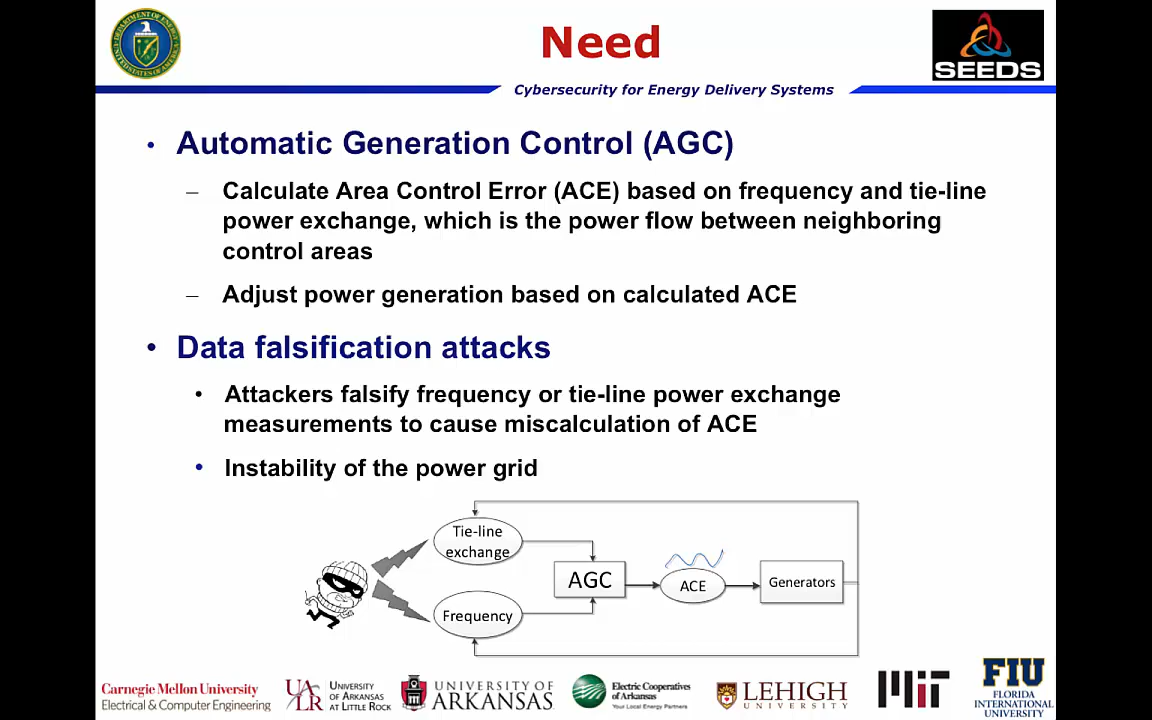 Need
SEEDS
Cybersecurity for Energy Delivery Systems
• Automatic Generation Control (AGC)
– Calculate Area Control Error (ACE) based on frequency and tie-line
power exchange, which is the power flow between neighboring
control areas
– Adjust power generation based on calculated ACE
• Data falsification attacks
• Attackers falsify frequency or tie-line power exchange
measurements to cause miscalculation of ACE
• Instability of the power grid
Tie-line
exchange
AGC
ACE
Generators
Frequency
Carnegie Mellon University
Electrical & Computer Engineering
UALR
UNIVERSITY
OF ARKANSAS
AT LITTLE ROCK
UNIVERSITY OF
ARKANSAS
Electric Cooperatives
of Arkansas
Your Local Energy Partners
LEHIGH
UNIVERSITY
MIT
FIU
FLORIDA
INTERNATIONAL
UNIVERSITY